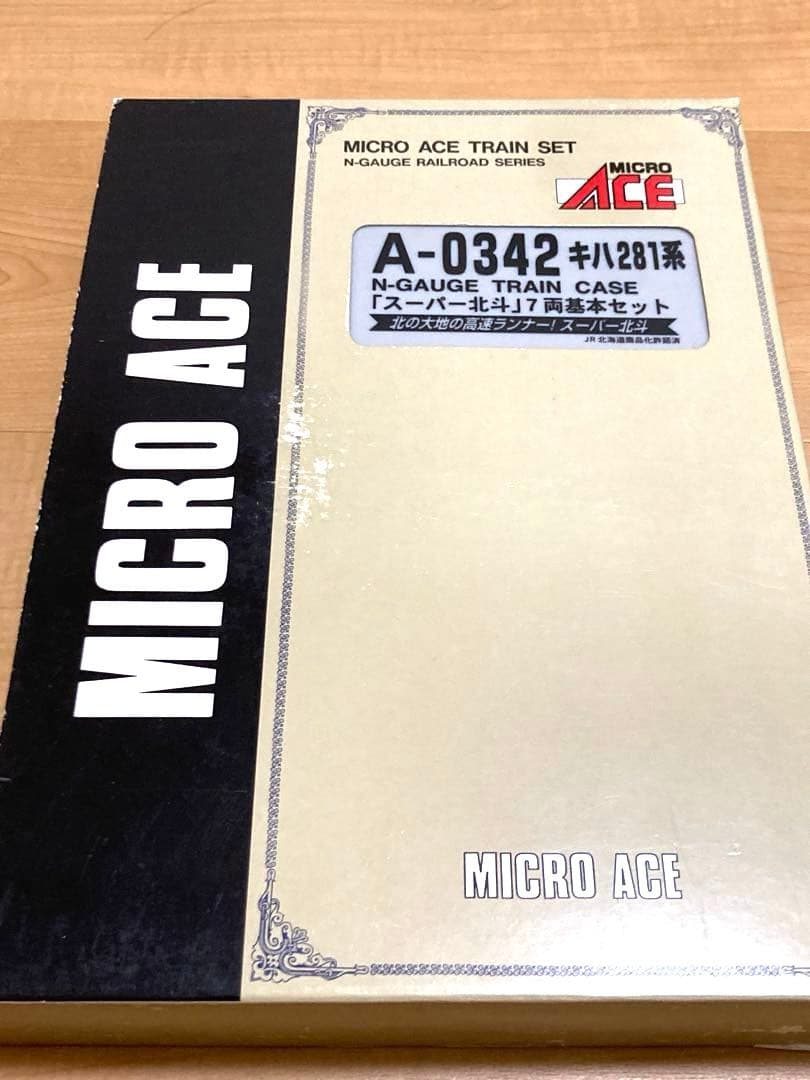 MICRO ACE
MICRO ACE TRAIN SET
N-GAUGE RAILROAD SERIES
MICRO
ACE
A-0342 キハ281系
N-GAUGE TRAIN CASE
「スーパー北斗」7両基本セット
北の大地の高速ランナー!スーパー北斗
JR北海道商品化許諾済
MICRO ACE